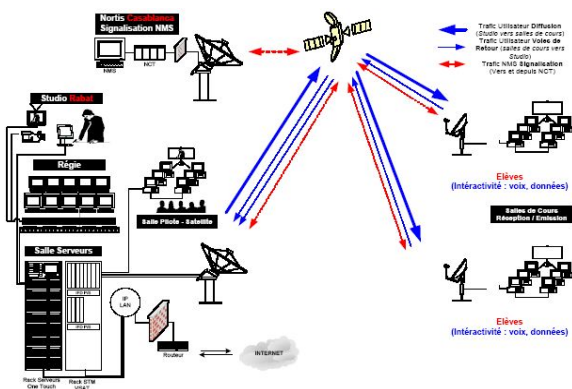 Nortis Casablanca
Signalisation NMS
NMS
NCT
Trafic Utilisateur Diffusion
(Studio vers salles de cours)
Trafic Utilisateur Voies de
Retour (salles de cours vers
Studio)
Trafic NMG Signalisation
(Vers et depuis NCT)
Studio Rabat
Régie
Salle Pilote - Satellite
Salle Serveurs
IP
LAN
Routeur
INTERNET
Rack Serveurs
One Touch
Rack STM
VSAT
Elèves
(Intéractivité : voix, données)
Salles de Cours
Réception / Emission
Elèves
(Intéractivité : voix, données)